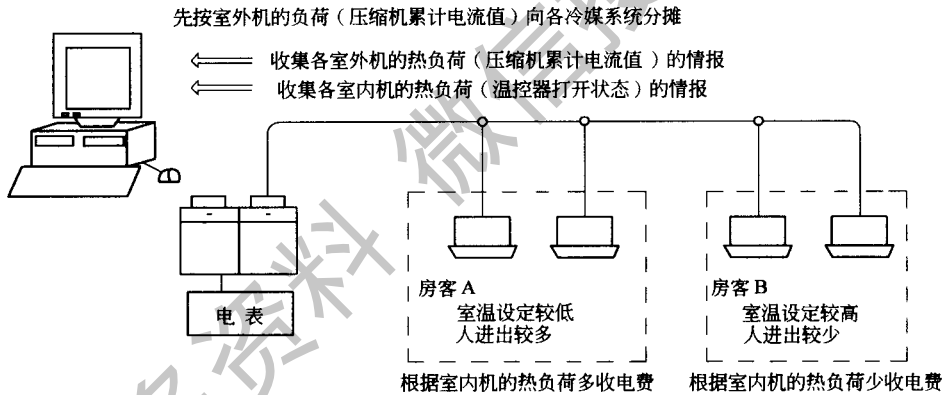 先按室外机的负荷（压缩机累计电流值）向各冷媒系统分摊
收集各室外机的热负荷（压缩机累计电流值）的情报
收集各室内机的热负荷（温控器打开状态）的情报
电表
房客 A
室温设定较低
人进出较多
房客 B
室温设定较高
人进出较少
根据室内机的热负荷多收电费
根据室内机的热负荷少收电费
资料 微信